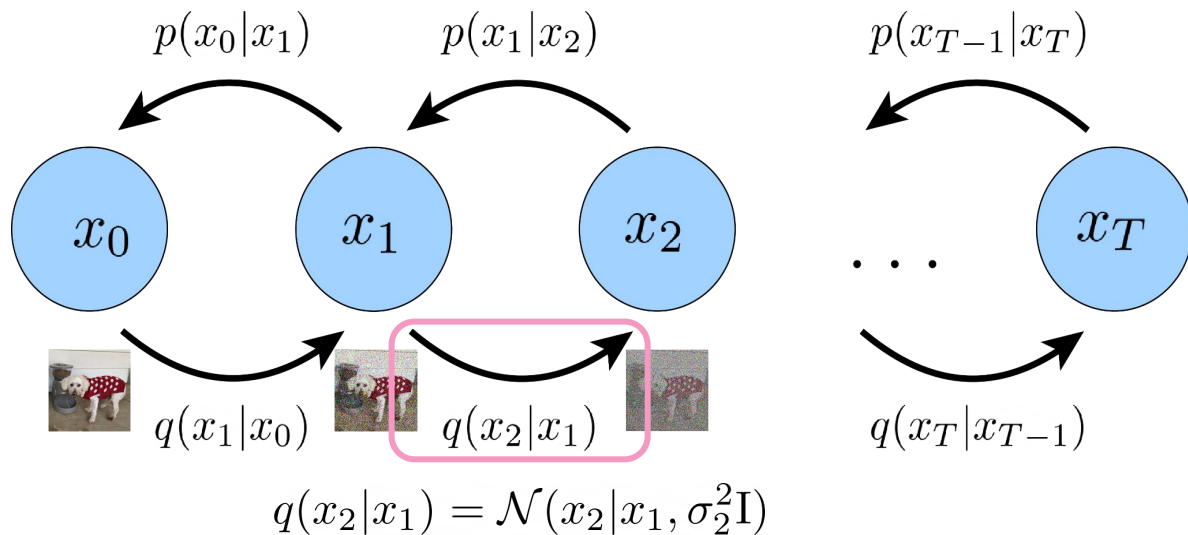 p(x_0|x_1) p(x_1|x_2) p(x_{T-1}|x_T)
x_0 x_1 x_2 ... x_T
q(x_1|x_0) q(x_2|x_1) q(x_T|x_{T-1})
q(x_2|x_1) = \mathcal{N}(x_2|x_1, σ_2^2 I)